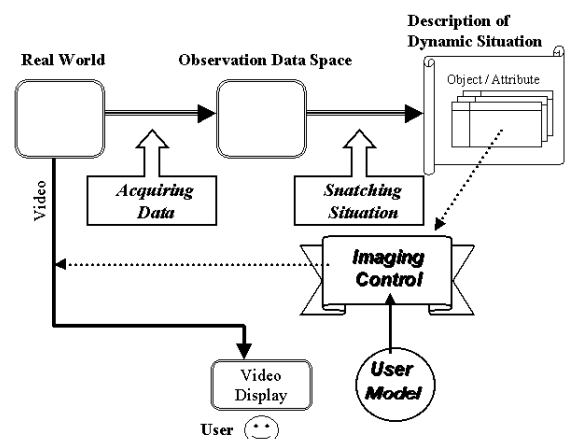 Description of
Dynamic Situation
Real World
Observation Data Space
Object / Attribute
Acquiring
Data
Snatching
Situation
Video
Imaging
Control
User
Model
Video
Display
User